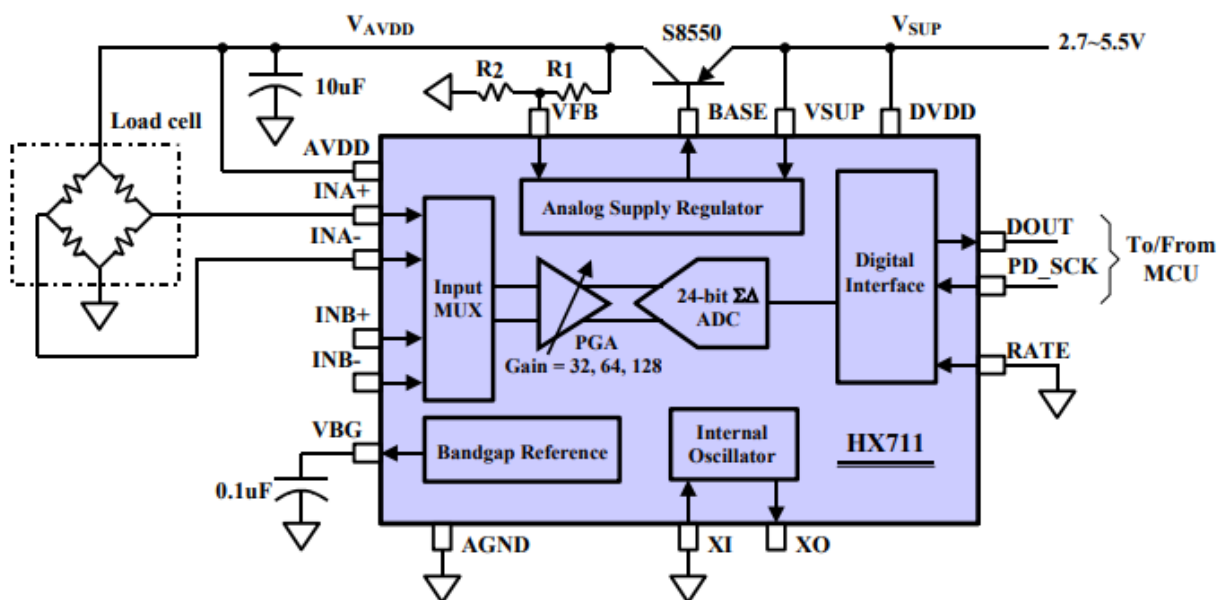 V_AVDD
S8550
V_SUP
2.7~5.5V
10uF
R2
R1
VFB
BASE
VSUP
DVDD
Load cell
AVDD
INA+
INA-
INB+
INB-
VBG
0.1uF
Analog Supply Regulator
Input
MUX
PGA
Gain = 32, 64, 128
24-bit ΣΔ
ADC
Digital
Interface
DOUT
PD_SCK
To/From
MCU
RATE
Bandgap Reference
Internal
Oscillator
HX711
AGND
XI
XO